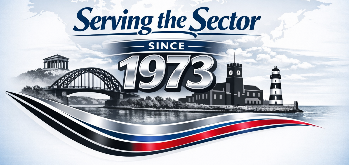 Serving the Sector
SINCE
1973